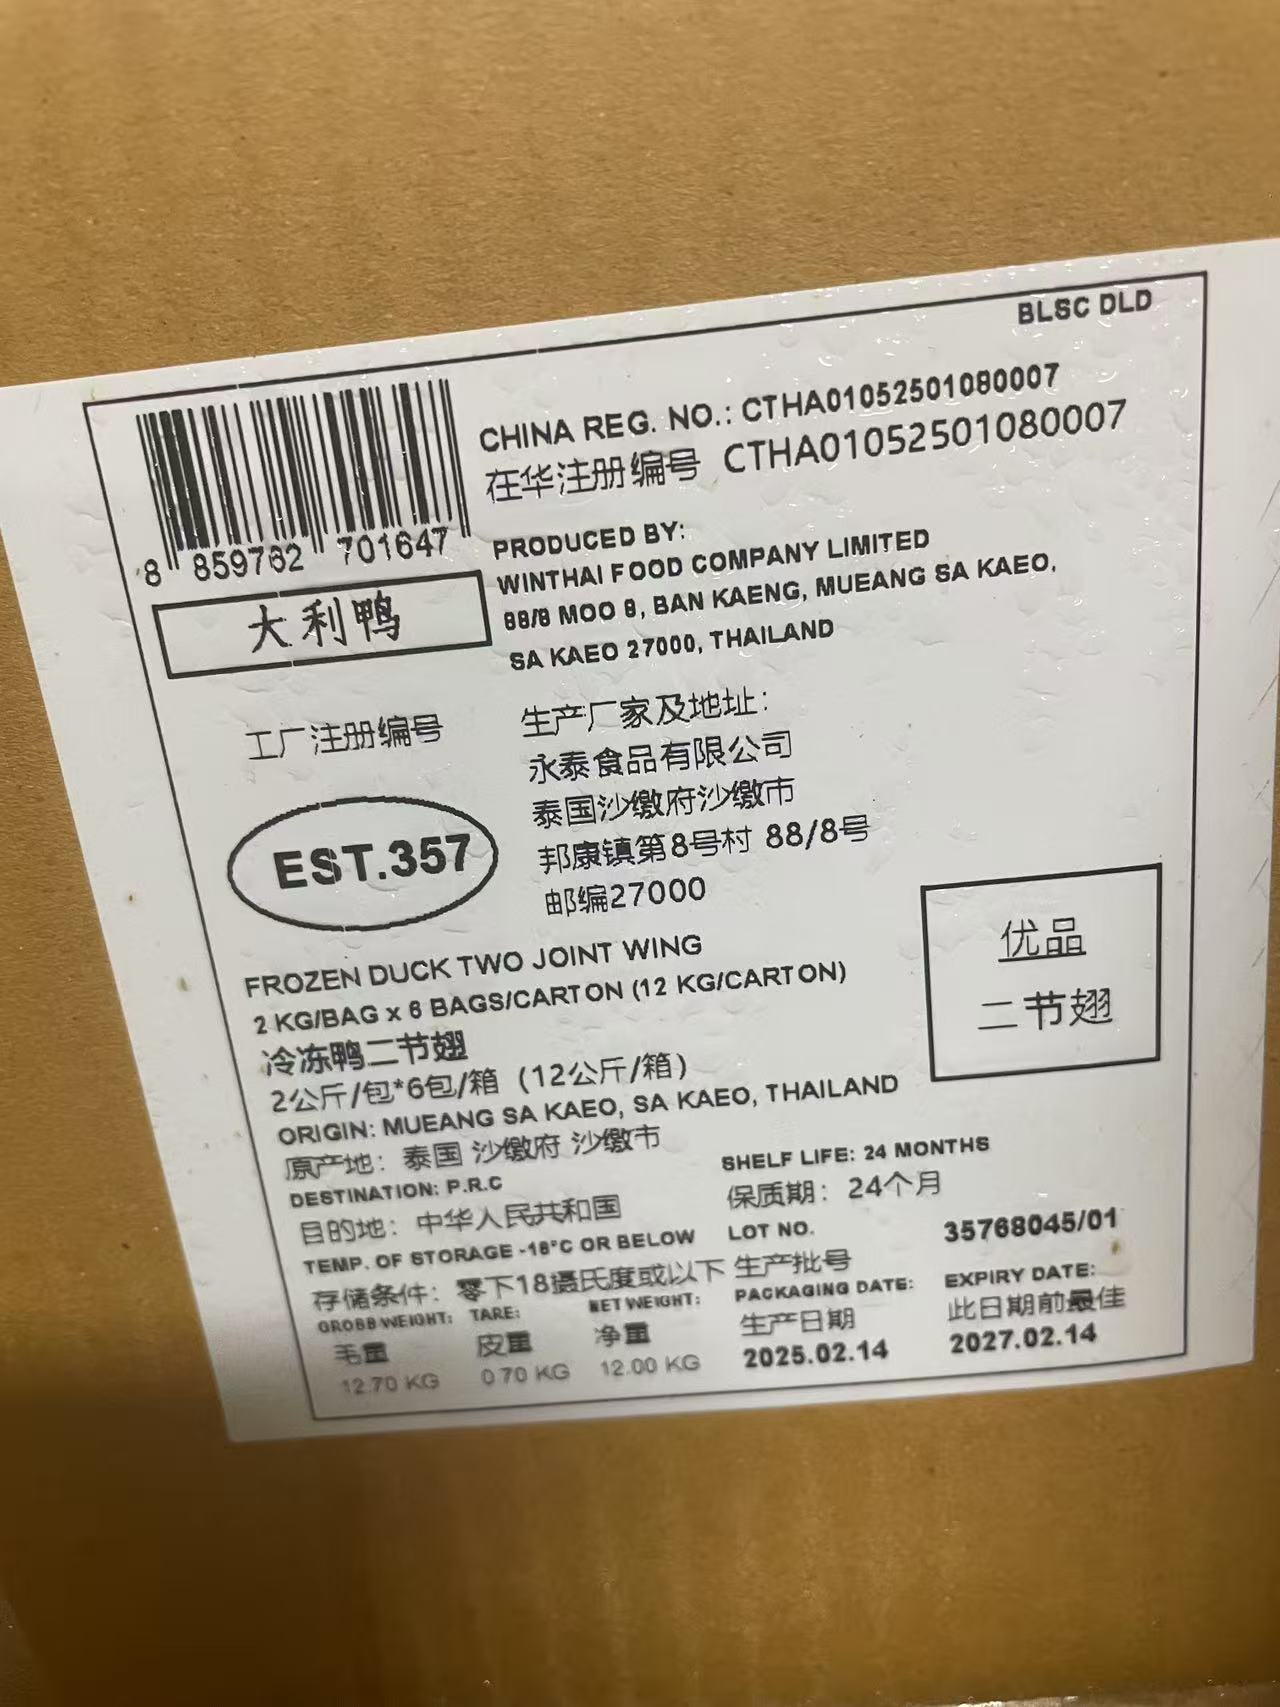 BLSC DLD
8 859762 701647
大利鸭
CHINA REG. NO.: CTHA01052501080007
在华注册编号 CTHA01052501080007
PRODUCED BY:
WINTHAI FOOD COMPANY LIMITED
88/8 MOO 8, BAN KAENG, MUEANG SA KAEO,
SA KAEO 27000, THAILAND
工厂注册编号
EST.357
生产厂家及地址：
永泰食品有限公司
泰国沙缴府沙缴市
邦康镇第8号村 88/8号
邮编27000
FROZEN DUCK TWO JOINT WING
2 KG/BAG x 6 BAGS/CARTON (12 KG/CARTON)
冷冻鸭二节翅
2公斤/包*6包/箱（12公斤/箱）
优品
二节翅
ORIGIN: MUEANG SA KAEO, SA KAEO, THAILAND
原产地：泰国 沙缴府 沙缴市
DESTINATION: P.R.C
目的地：中华人民共和国
TEMP. OF STORAGE -18°C OR BELOW
存储条件：零下18摄氏度或以下
GROSS WEIGHT: TARE: NET WEIGHT:
毛重 皮重 净重
12.70 KG 0.70 KG 12.00 KG
SHELF LIFE: 24 MONTHS
保质期：24个月
LOT NO. 35768045/01
生产批号
PACKAGING DATE: EXPIRY DATE:
生产日期 此日期前最佳
2025.02.14 2027.02.14